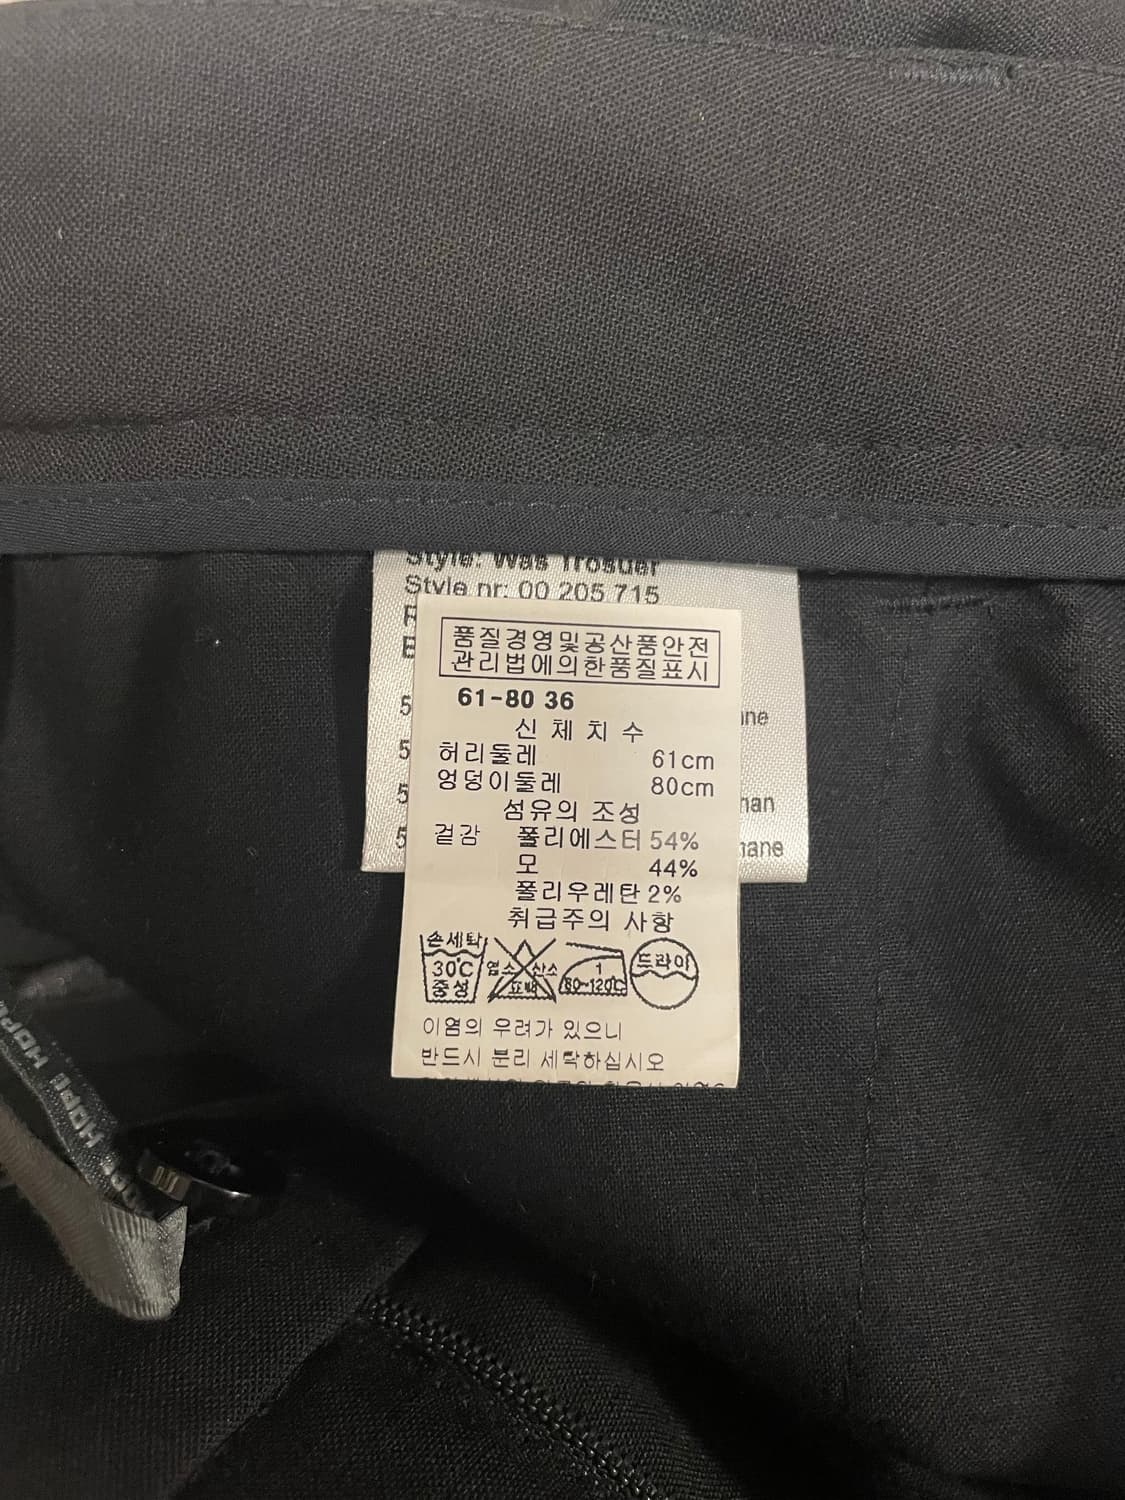 Style: Was Trosuer
Style nr: 00 205 715
품질경영및공산품안전
관리법에의한품질표시
61-80 36
신체치수
허리둘레 61cm
엉덩이둘레 80cm
섬유의 조성
겉감 폴리에스터 54%
모 44%
폴리우레탄 2%
취급주의 사항
손세탁
30℃
중성
염소 산소
표백
1
80~120℃
드라이
이염의 우려가 있으니
반드시 분리 세탁하십시오
HOPE HOPE HOPE